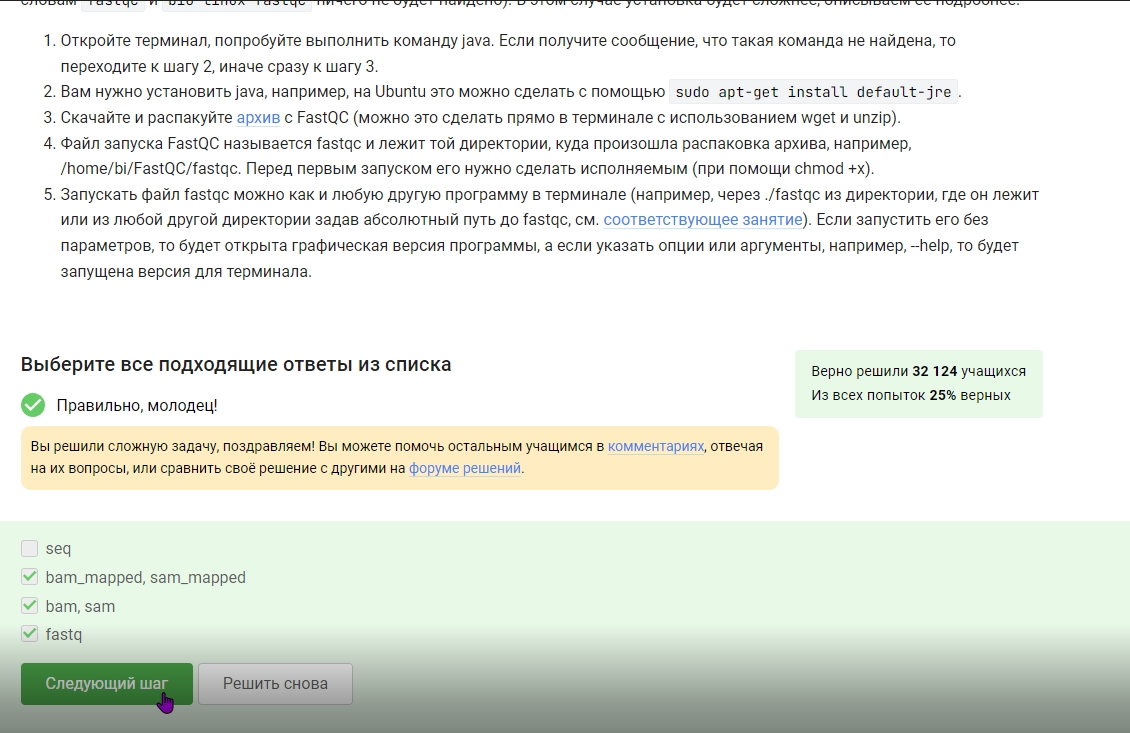 словам fastqc и bio-linux-fastqc ничего не будет найдено). В этом случае установка будет сложнее, описываем её подробнее:
1. Откройте терминал, попробуйте выполнить команду java. Если получите сообщение, что такая команда не найдена, то
переходите к шагу 2, иначе сразу к шагу 3.
2. Вам нужно установить java, например, на Ubuntu это можно сделать с помощью sudo apt-get install default-jre .
3. Скачайте и распакуйте архив с FastQC (можно это сделать прямо в терминале с использованием wget и unzip).
4. Файл запуска FastQC называется fastqc и лежит той директории, куда произошла распаковка архива, например,
/home/bi/FastQC/fastqc. Перед первым запуском его нужно сделать исполняемым (при помощи chmod +x).
5. Запускать файл fastqc можно как и любую другую программу в терминале (например, через ./fastqc из директории, где он лежит
или из любой другой директории задав абсолютный путь до fastqc, см. соответствующее занятие). Если запустить его без
параметров, то будет открыта графическая версия программы, а если указать опции или аргументы, например, --help, то будет
запущена версия для терминала.
Выберите все подходящие ответы из списка
Верно решили 32 124 учащихся
Из всех попыток 25% верных
Правильно, молодец!
Вы решили сложную задачу, поздравляем! Вы можете помочь остальным учащимся в комментариях, отвечая
на их вопросы, или сравнить своё решение с другими на форуме решений.
seq
bam_mapped, sam_mapped
bam, sam
fastq
Следующий шаг
Решить снова